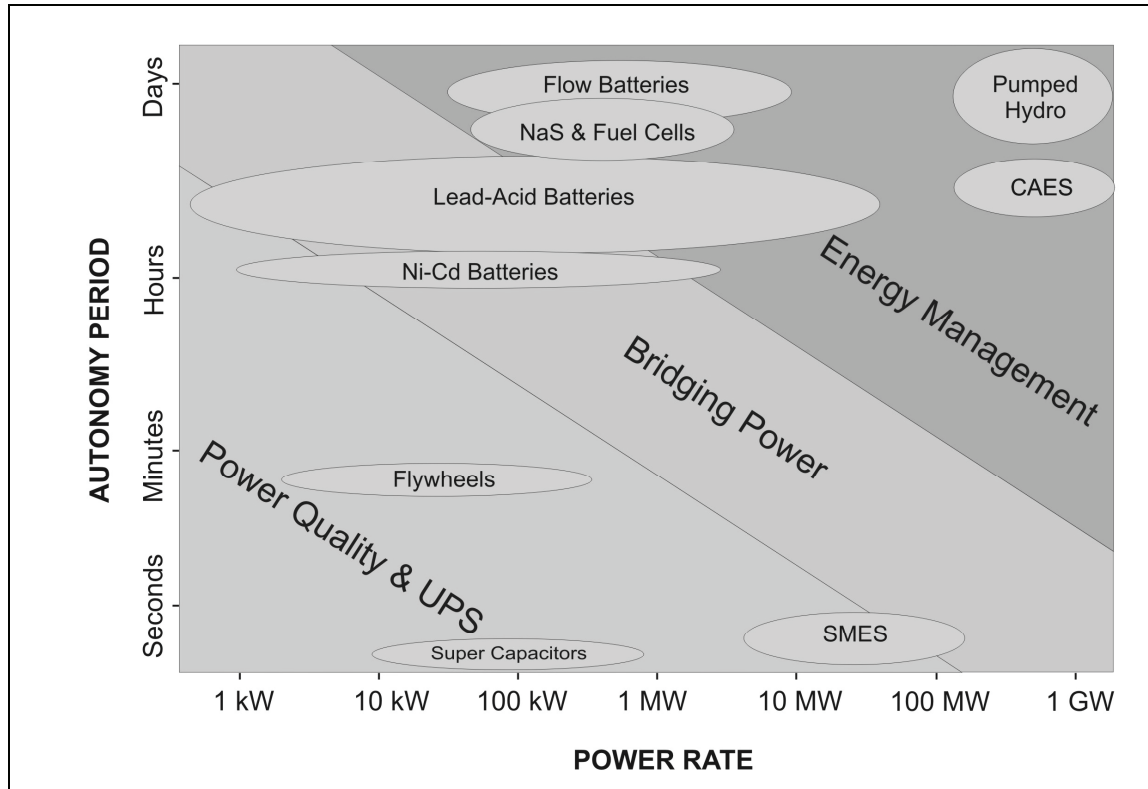 Days
Hours
Minutes
Seconds
AUTONOMY PERIOD
Flow Batteries
NaS & Fuel Cells
Pumped
Hydro
CAES
Lead-Acid Batteries
Ni-Cd Batteries
Energy Management
Bridging Power
Power Quality & UPS
Flywheels
SMES
Super Capacitors
1 kW
10 kW
100 kW
1 MW
10 MW
100 MW
1 GW
POWER RATE